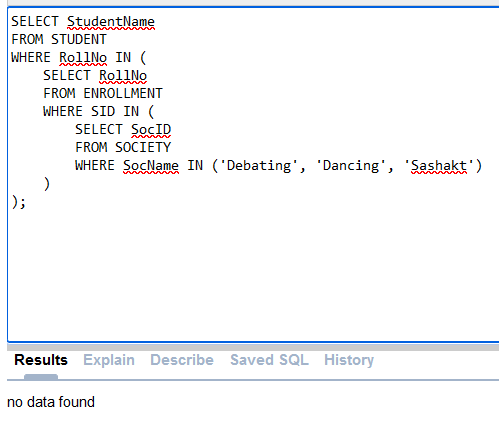 SELECT StudentName
FROM STUDENT
WHERE RollNo IN (
    SELECT RollNo
    FROM ENROLLMENT
    WHERE SID IN (
        SELECT SocID
        FROM SOCIETY
        WHERE SocName IN ('Debating', 'Dancing', 'Sashakt')
    )
);
Results Explain Describe Saved SQL History
no data found